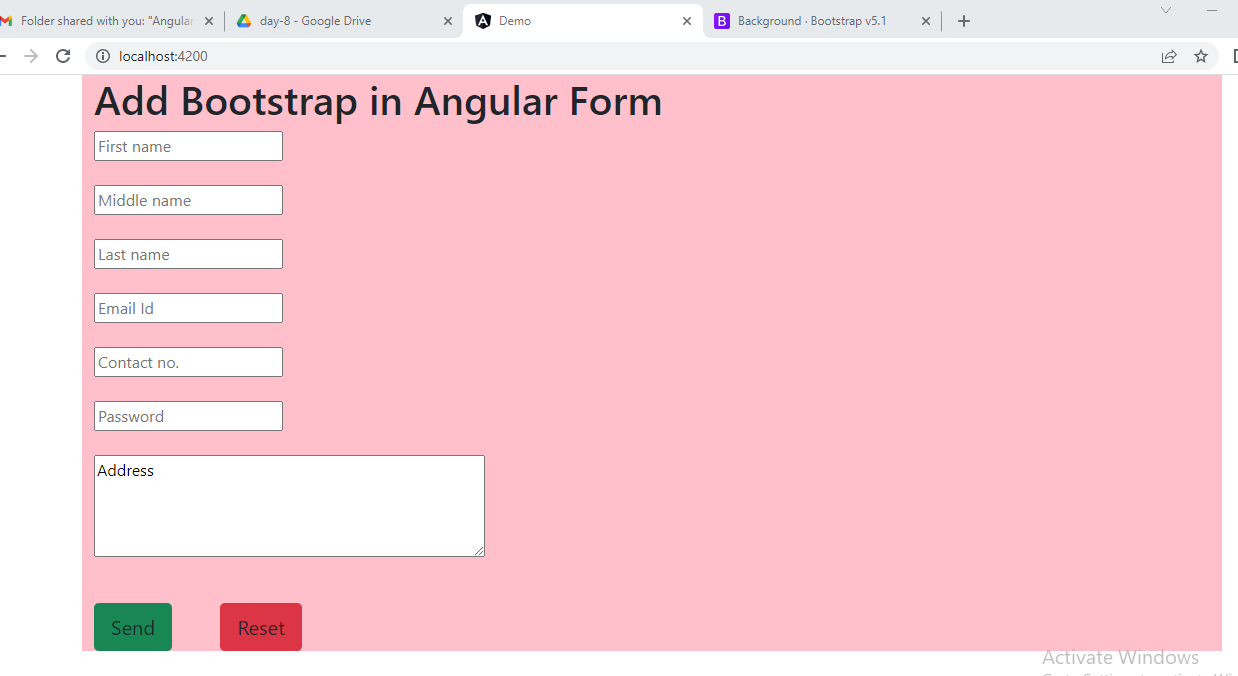 Folder shared with you: "Angular
day-8 - Google Drive
Demo
Background · Bootstrap v5.1
localhost:4200
Add Bootstrap in Angular Form
First name
Middle name
Last name
Email Id
Contact no.
Password
Address
Send Reset
Activate Windows